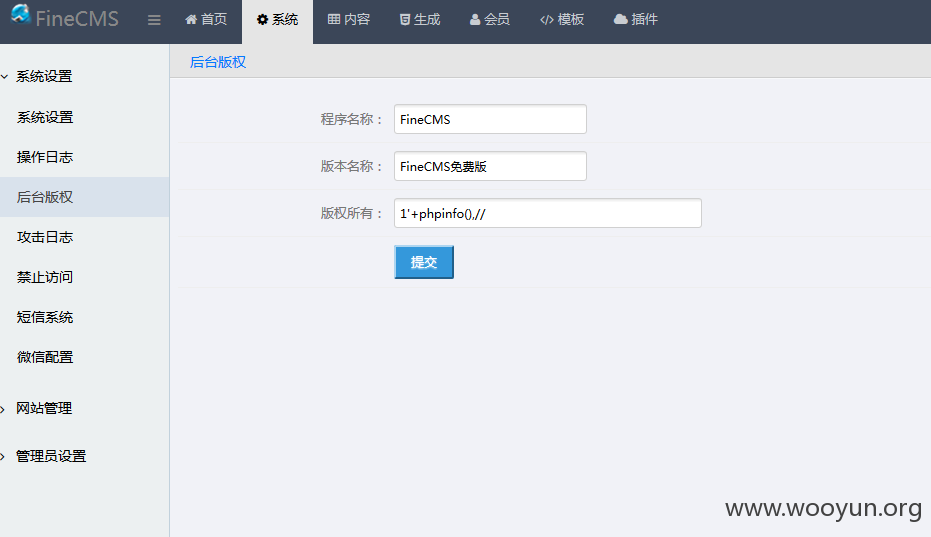 FineCMS 首页 系统 内容 生成 会员 模板 插件
系统设置
系统设置
操作日志
后台版权
攻击日志
禁止访问
短信系统
微信配置
网站管理
管理员设置
后台版权
程序名称： FineCMS
版本名称： FineCMS免费版
版权所有： 1'+phpinfo(),//
提交
www.wooyun.org